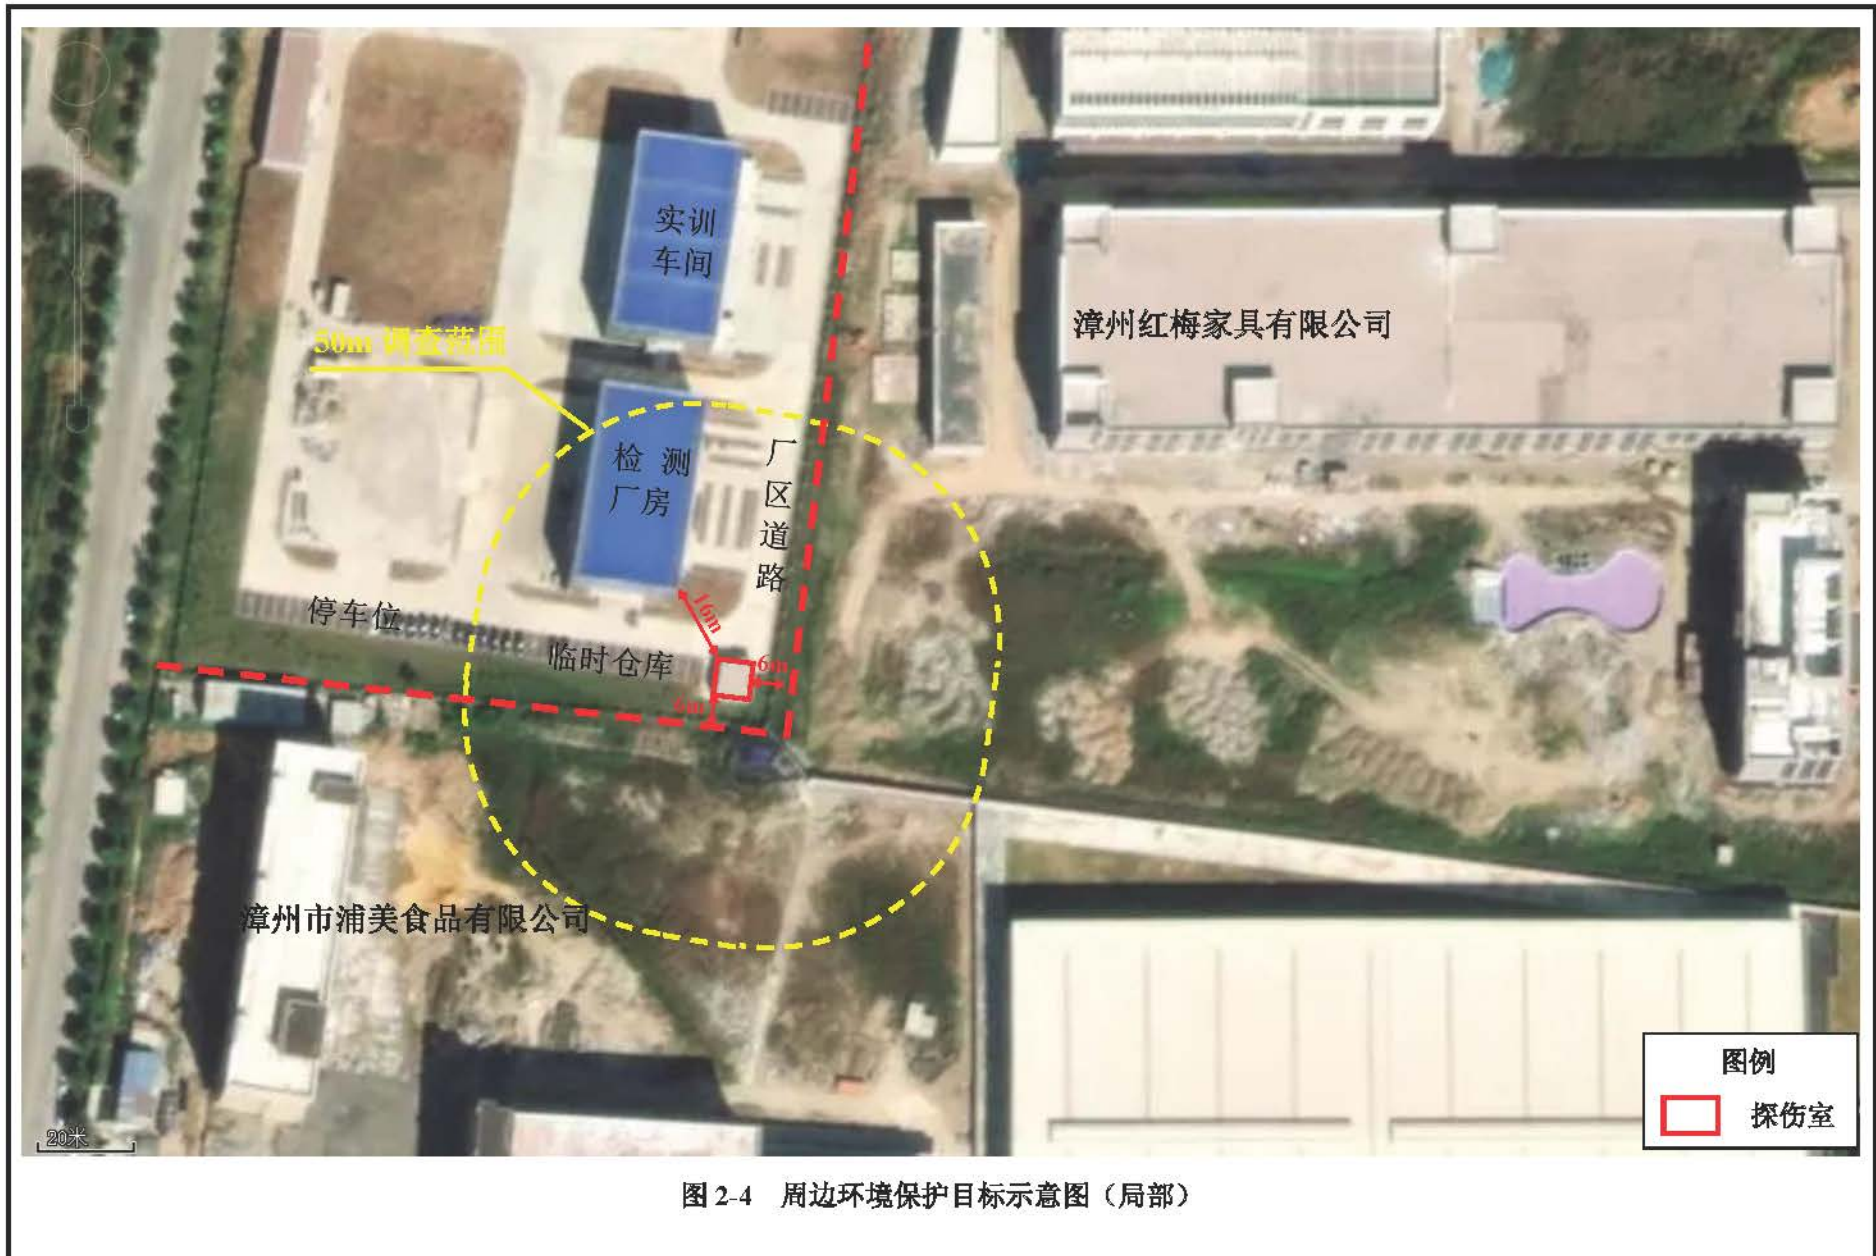 实训
车间
漳州红梅家具有限公司
50m 调查范围
检 测
厂房
厂
区
道
路
16m
停车位
临时仓库
6m
6m
漳州市浦美食品有限公司
图例
探伤室
20米
图 2-4 周边环境保护目标示意图（局部）